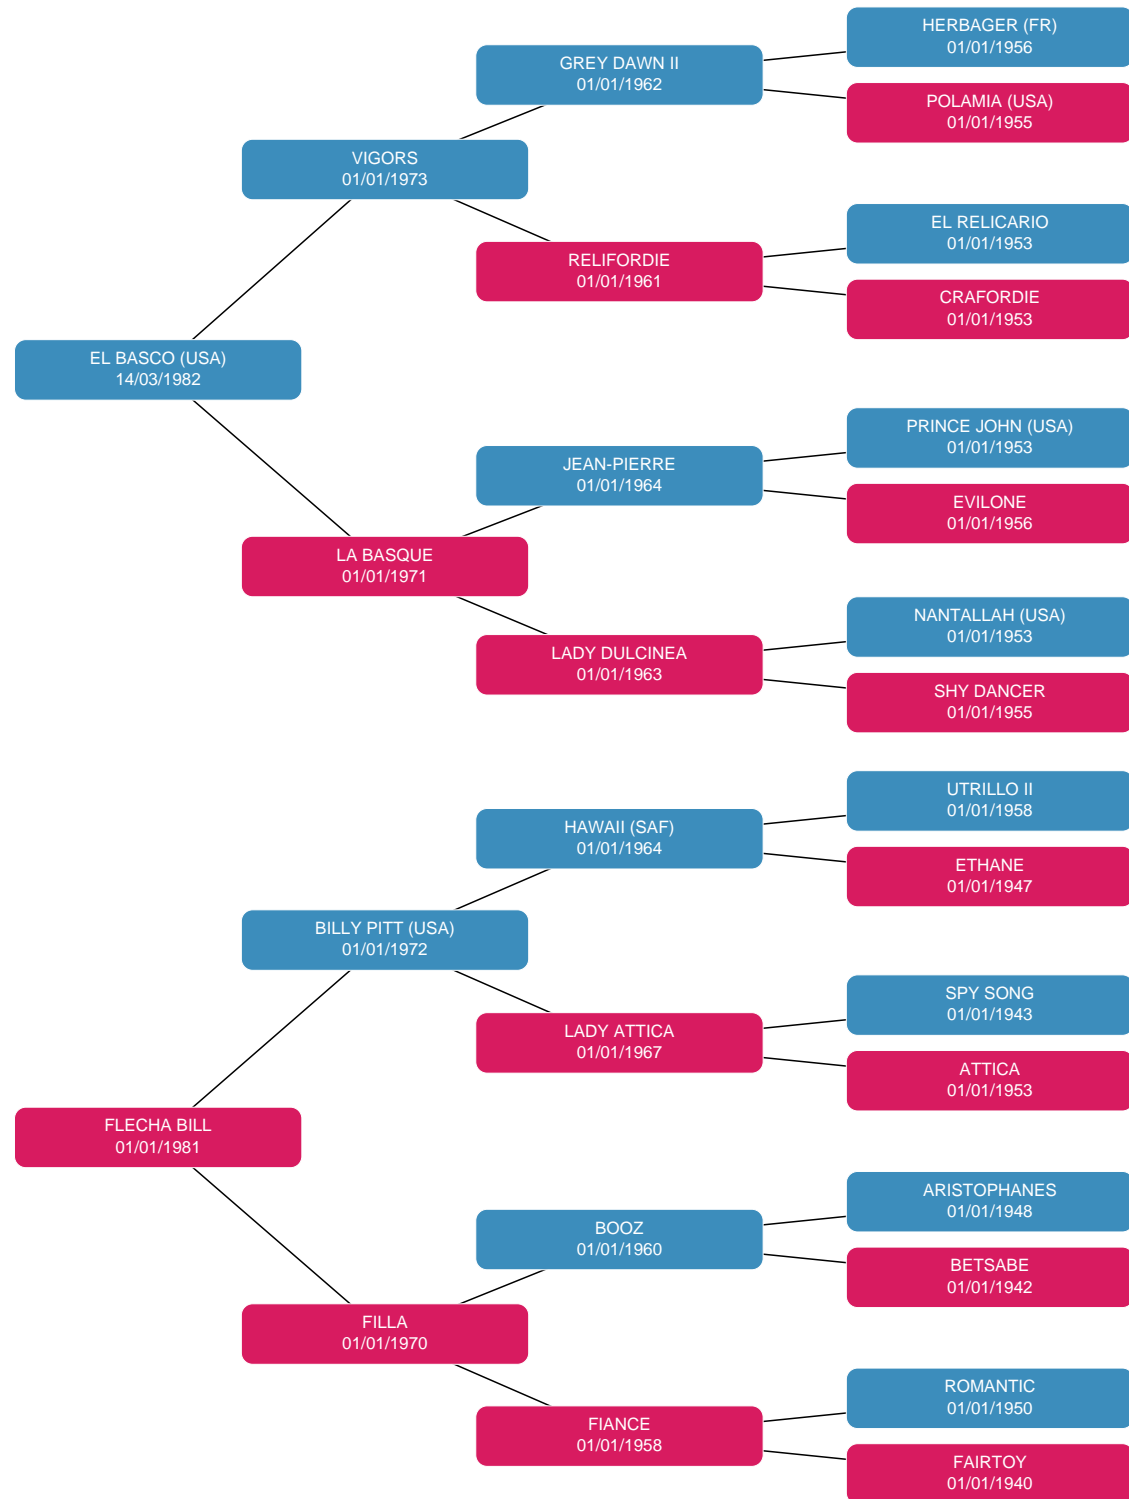 HERBAGER (FR)
01/01/1956
GREY DAWN II
01/01/1962
POLAMIA (USA)
01/01/1955
VIGORS
01/01/1973
EL RELICARIO
01/01/1953
RELIFORDIE
01/01/1961
CRAFORDIE
01/01/1953
EL BASCO (USA)
14/03/1982
PRINCE JOHN (USA)
01/01/1953
JEAN-PIERRE
01/01/1964
EVILONE
01/01/1956
LA BASQUE
01/01/1971
NANTALLAH (USA)
01/01/1953
LADY DULCINEA
01/01/1963
SHY DANCER
01/01/1955
UTRILLO II
01/01/1958
HAWAII (SAF)
01/01/1964
ETHANE
01/01/1947
BILLY PITT (USA)
01/01/1972
SPY SONG
01/01/1943
LADY ATTICA
01/01/1967
ATTICA
01/01/1953
FLECHA BILL
01/01/1981
ARISTOPHANES
01/01/1948
BOOZ
01/01/1960
BETSABE
01/01/1942
FILLA
01/01/1970
ROMANTIC
01/01/1950
FIANCE
01/01/1958
FAIRTOY
01/01/1940